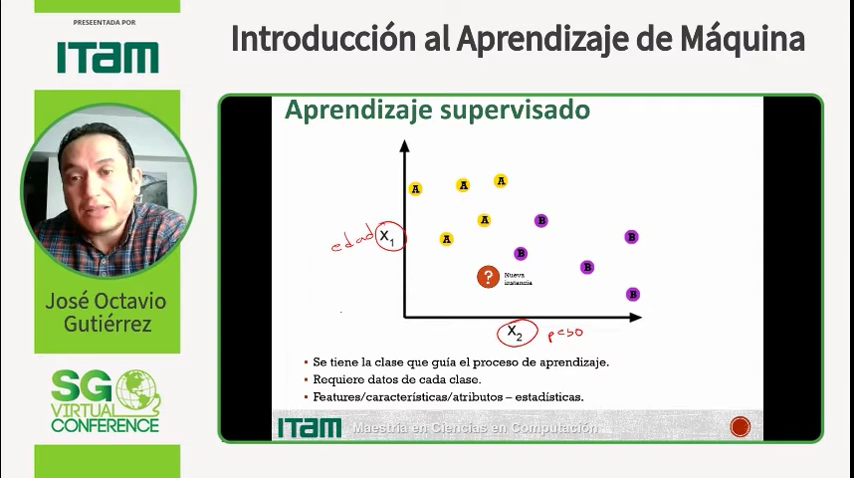 PRESEENTADA POR
ITAM
Introducción al Aprendizaje de Máquina
José Octavio
Gutiérrez
SG
VIRTUAL
CONFERENCE
Aprendizaje supervisado
A
A
A
A
B
B
A
B
B
B
edad
X1
?
Nueva
instancia
X2
peso
▪ Se tiene la clase que guía el proceso de aprendizaje.
▪ Requiere datos de cada clase.
▪ Features/características/atributos – estadísticas.
ITAM
Maestría en Ciencias en Computación